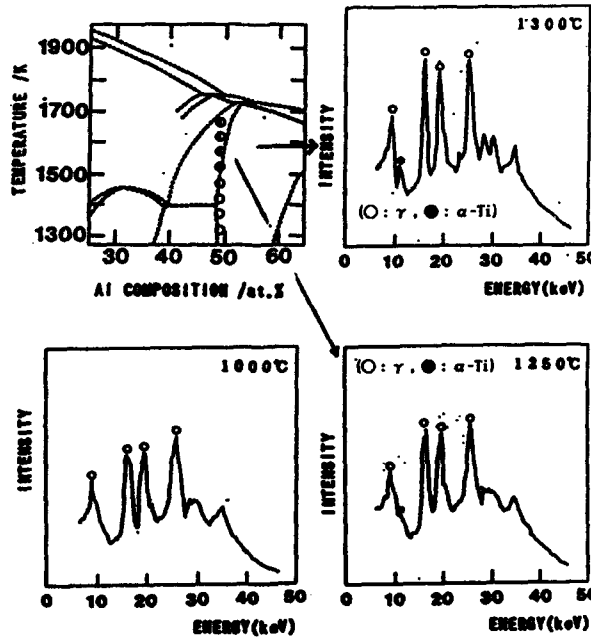 TEMPERATURE /K
1900
1700
1500
1300
30 40 50 60
Al COMPOSITION /at.%
1300℃
INTENSITY
(○: γ, ●: α-Ti)
0 10 20 30 40 50
ENERGY(keV)
1000℃
INTENSITY
0 10 20 30 40 50
ENERGY(keV)
(○: γ, ●: α-Ti) 1250℃
INTENSITY
0 10 20 30 40 50
ENERGY(keV)